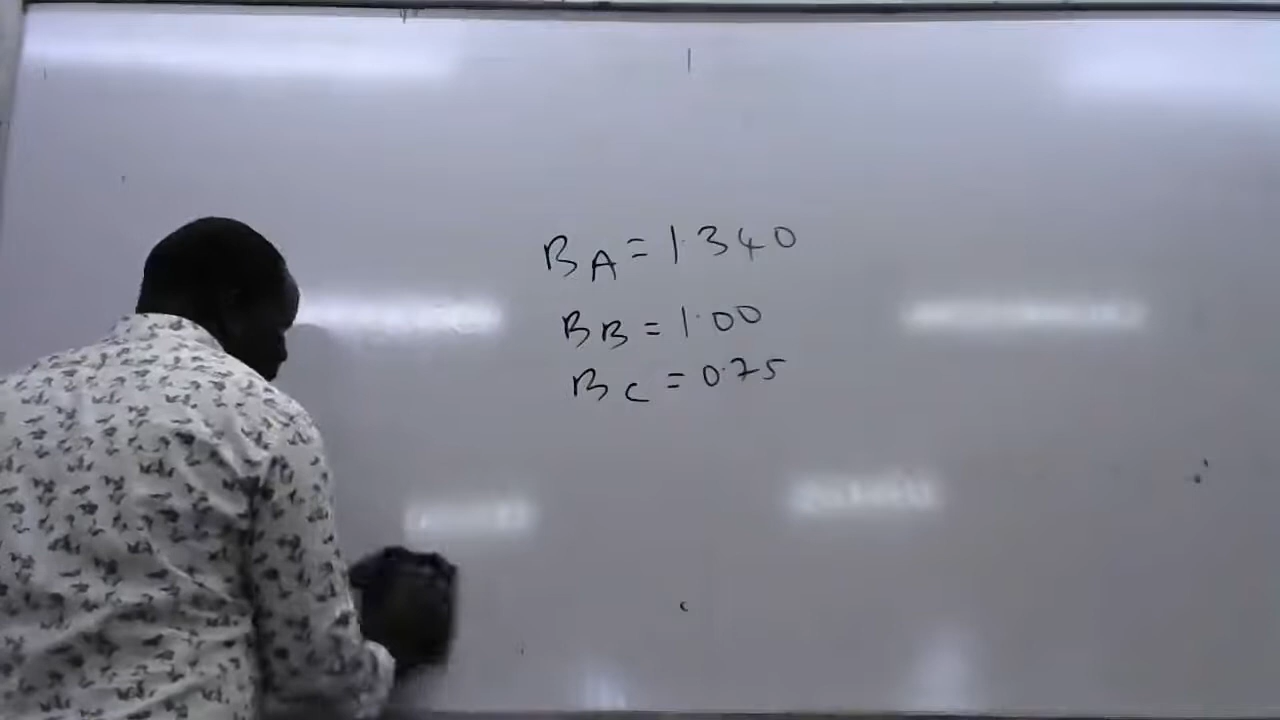 BA = 1.340
BB = 1.00
BC = 0.75